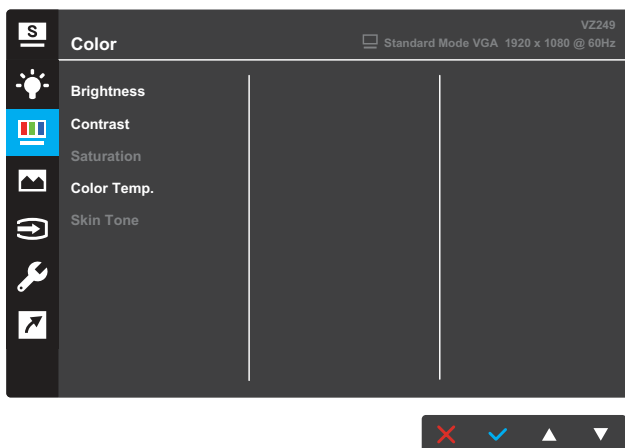 S
VZ249
Color
Standard Mode VGA 1920 x 1080 @ 60Hz
Brightness
Contrast
Saturation
Color Temp.
Skin Tone